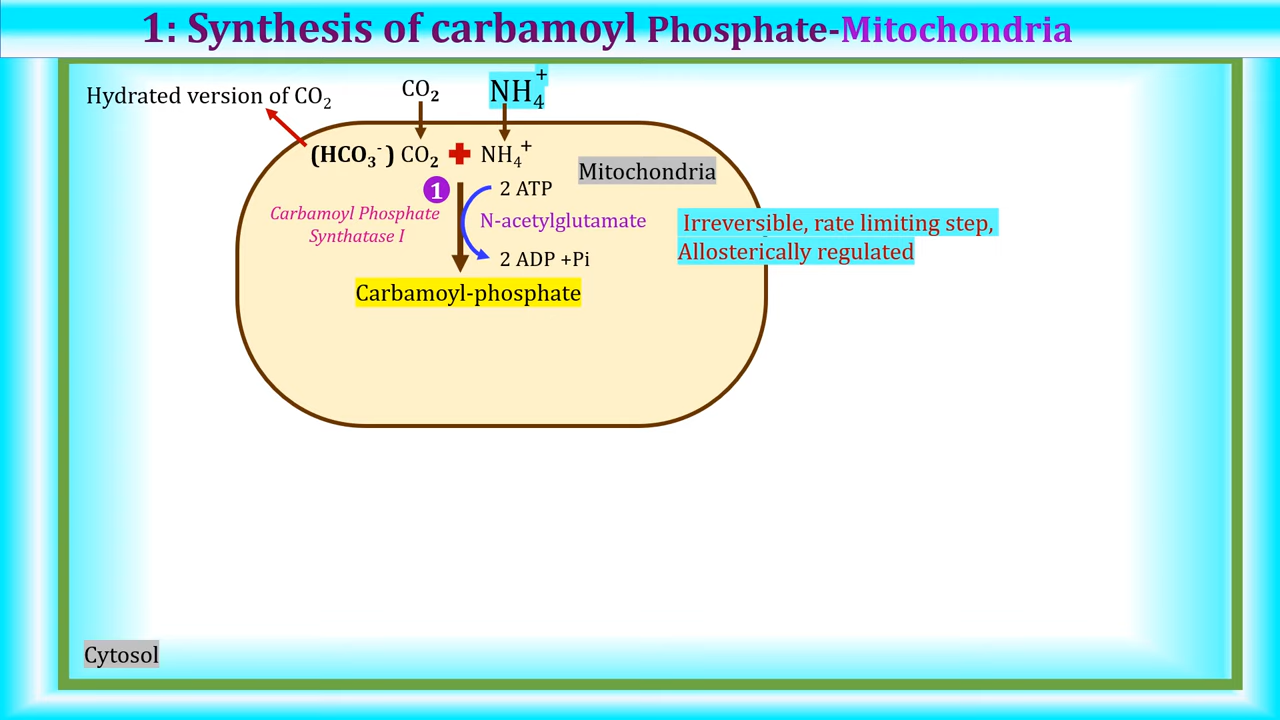 1: Synthesis of carbamoyl Phosphate-Mitochondria
Hydrated version of CO₂
CO₂
NH₄⁺
(HCO₃⁻) CO₂ + NH₄⁺
Mitochondria
1
2 ATP
Carbamoyl Phosphate
Synthatase I
N-acetylglutamate
Irreversible, rate limiting step,
Allosterically regulated
2 ADP +Pi
Carbamoyl-phosphate
Cytosol